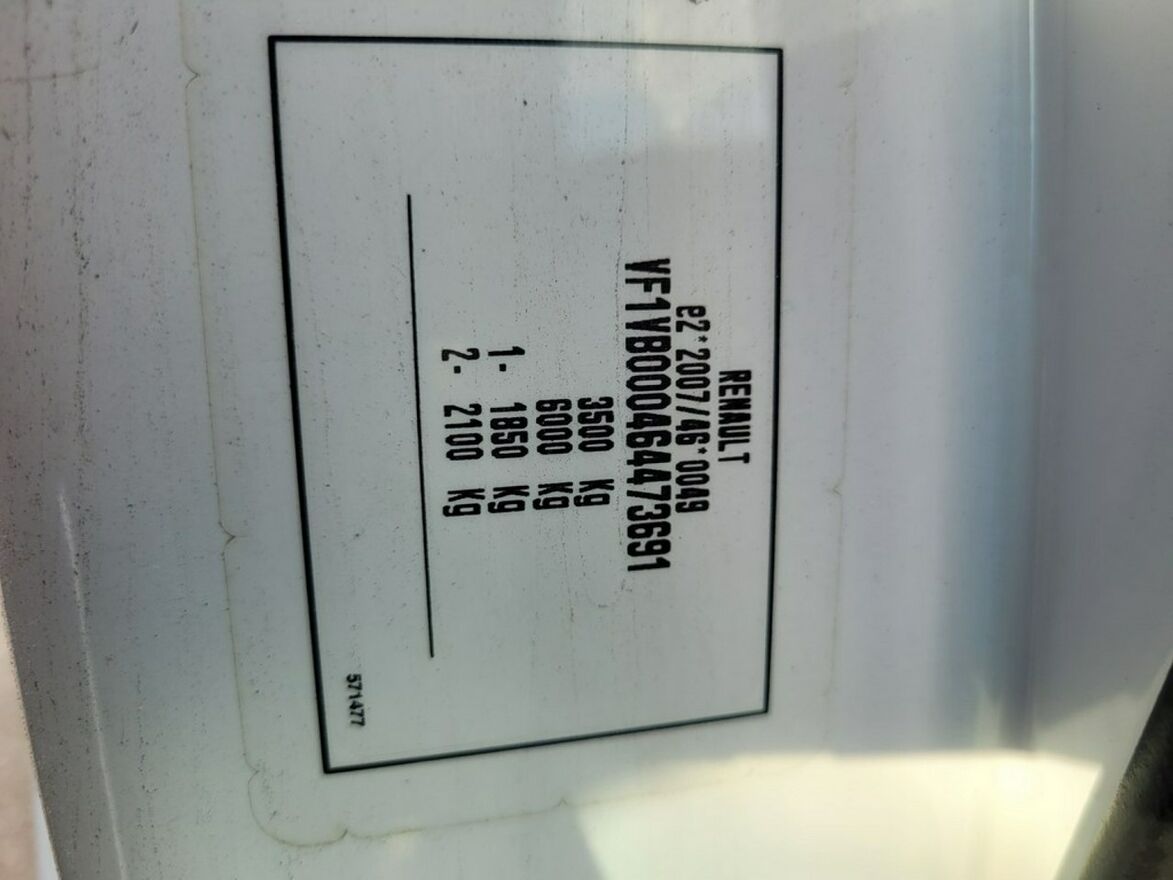 RENAULT
e2*2007/46*0049
VF1VB000464473691
3500 Kg
6000 Kg
1- 1850 Kg
2- 2100 Kg
571477